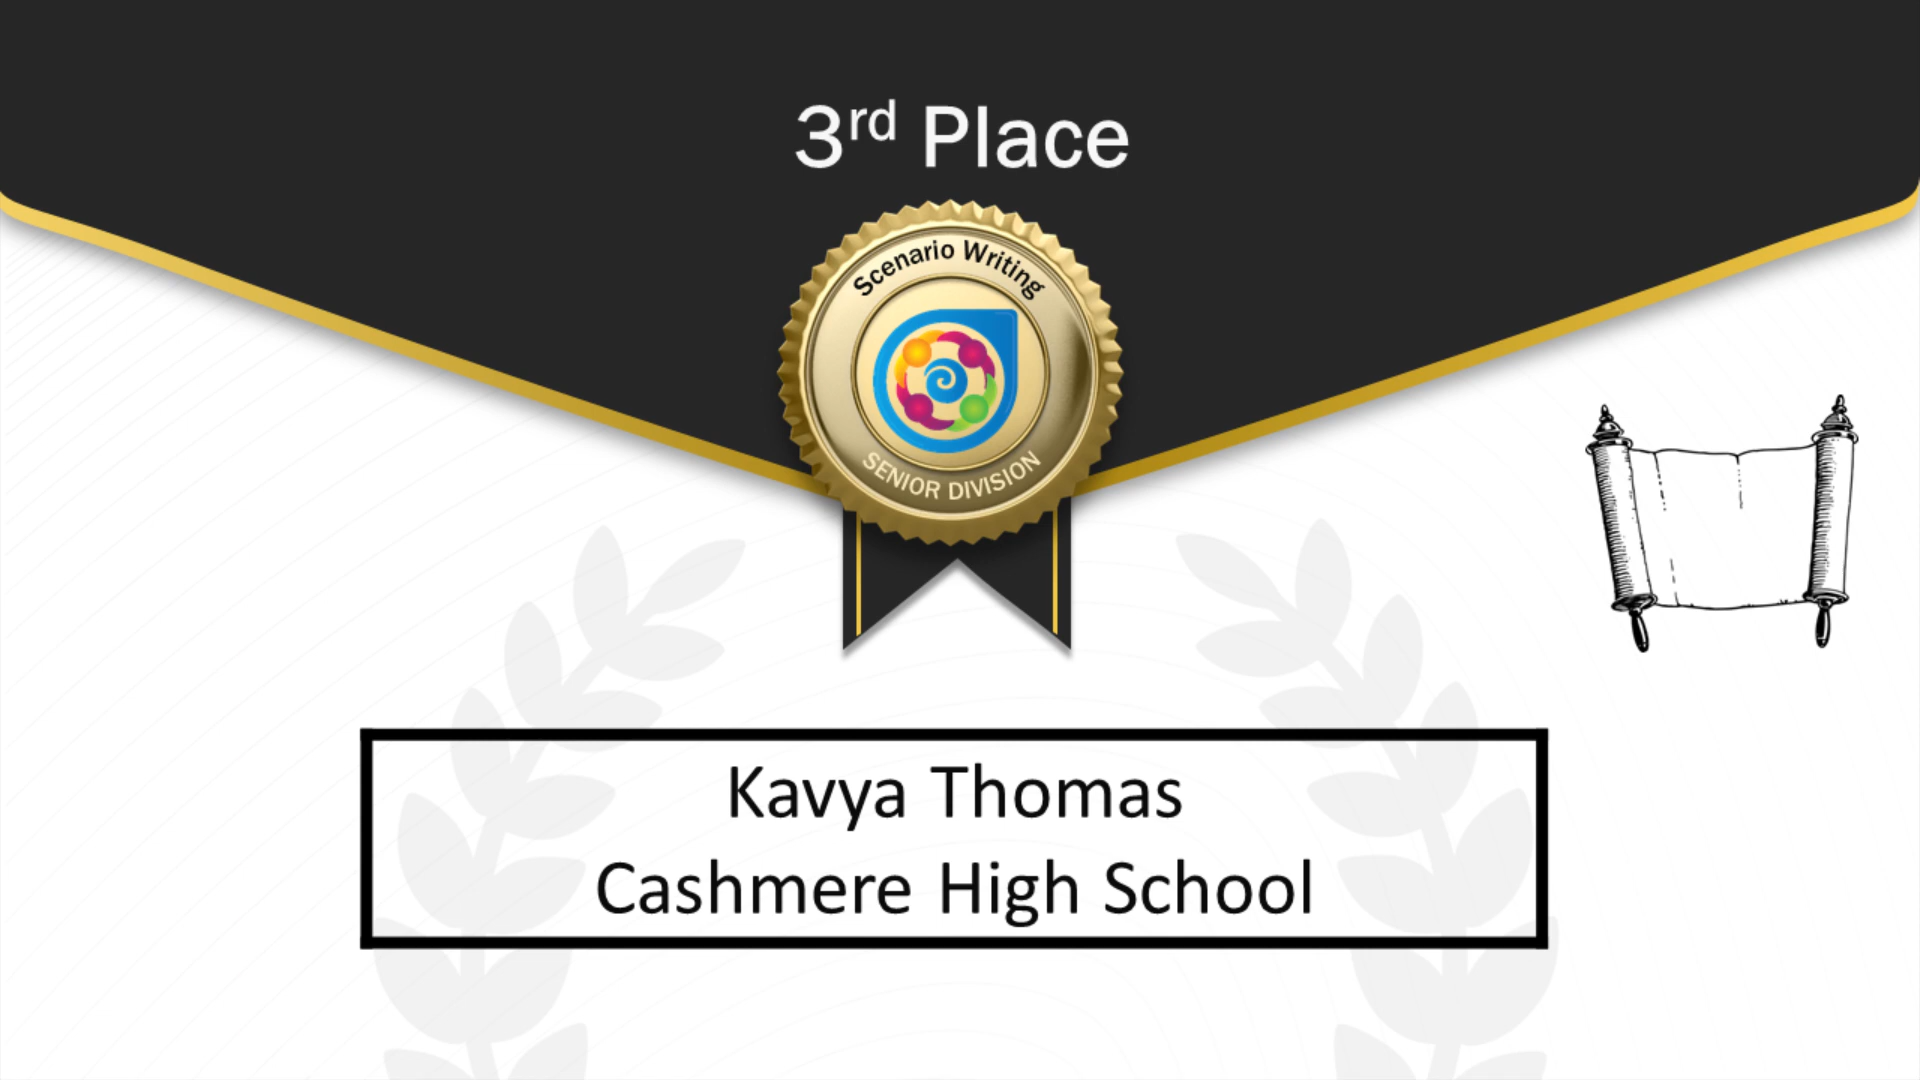 3rd Place
Scenario Writing
SENIOR DIVISION
Kavya Thomas
Cashmere High School